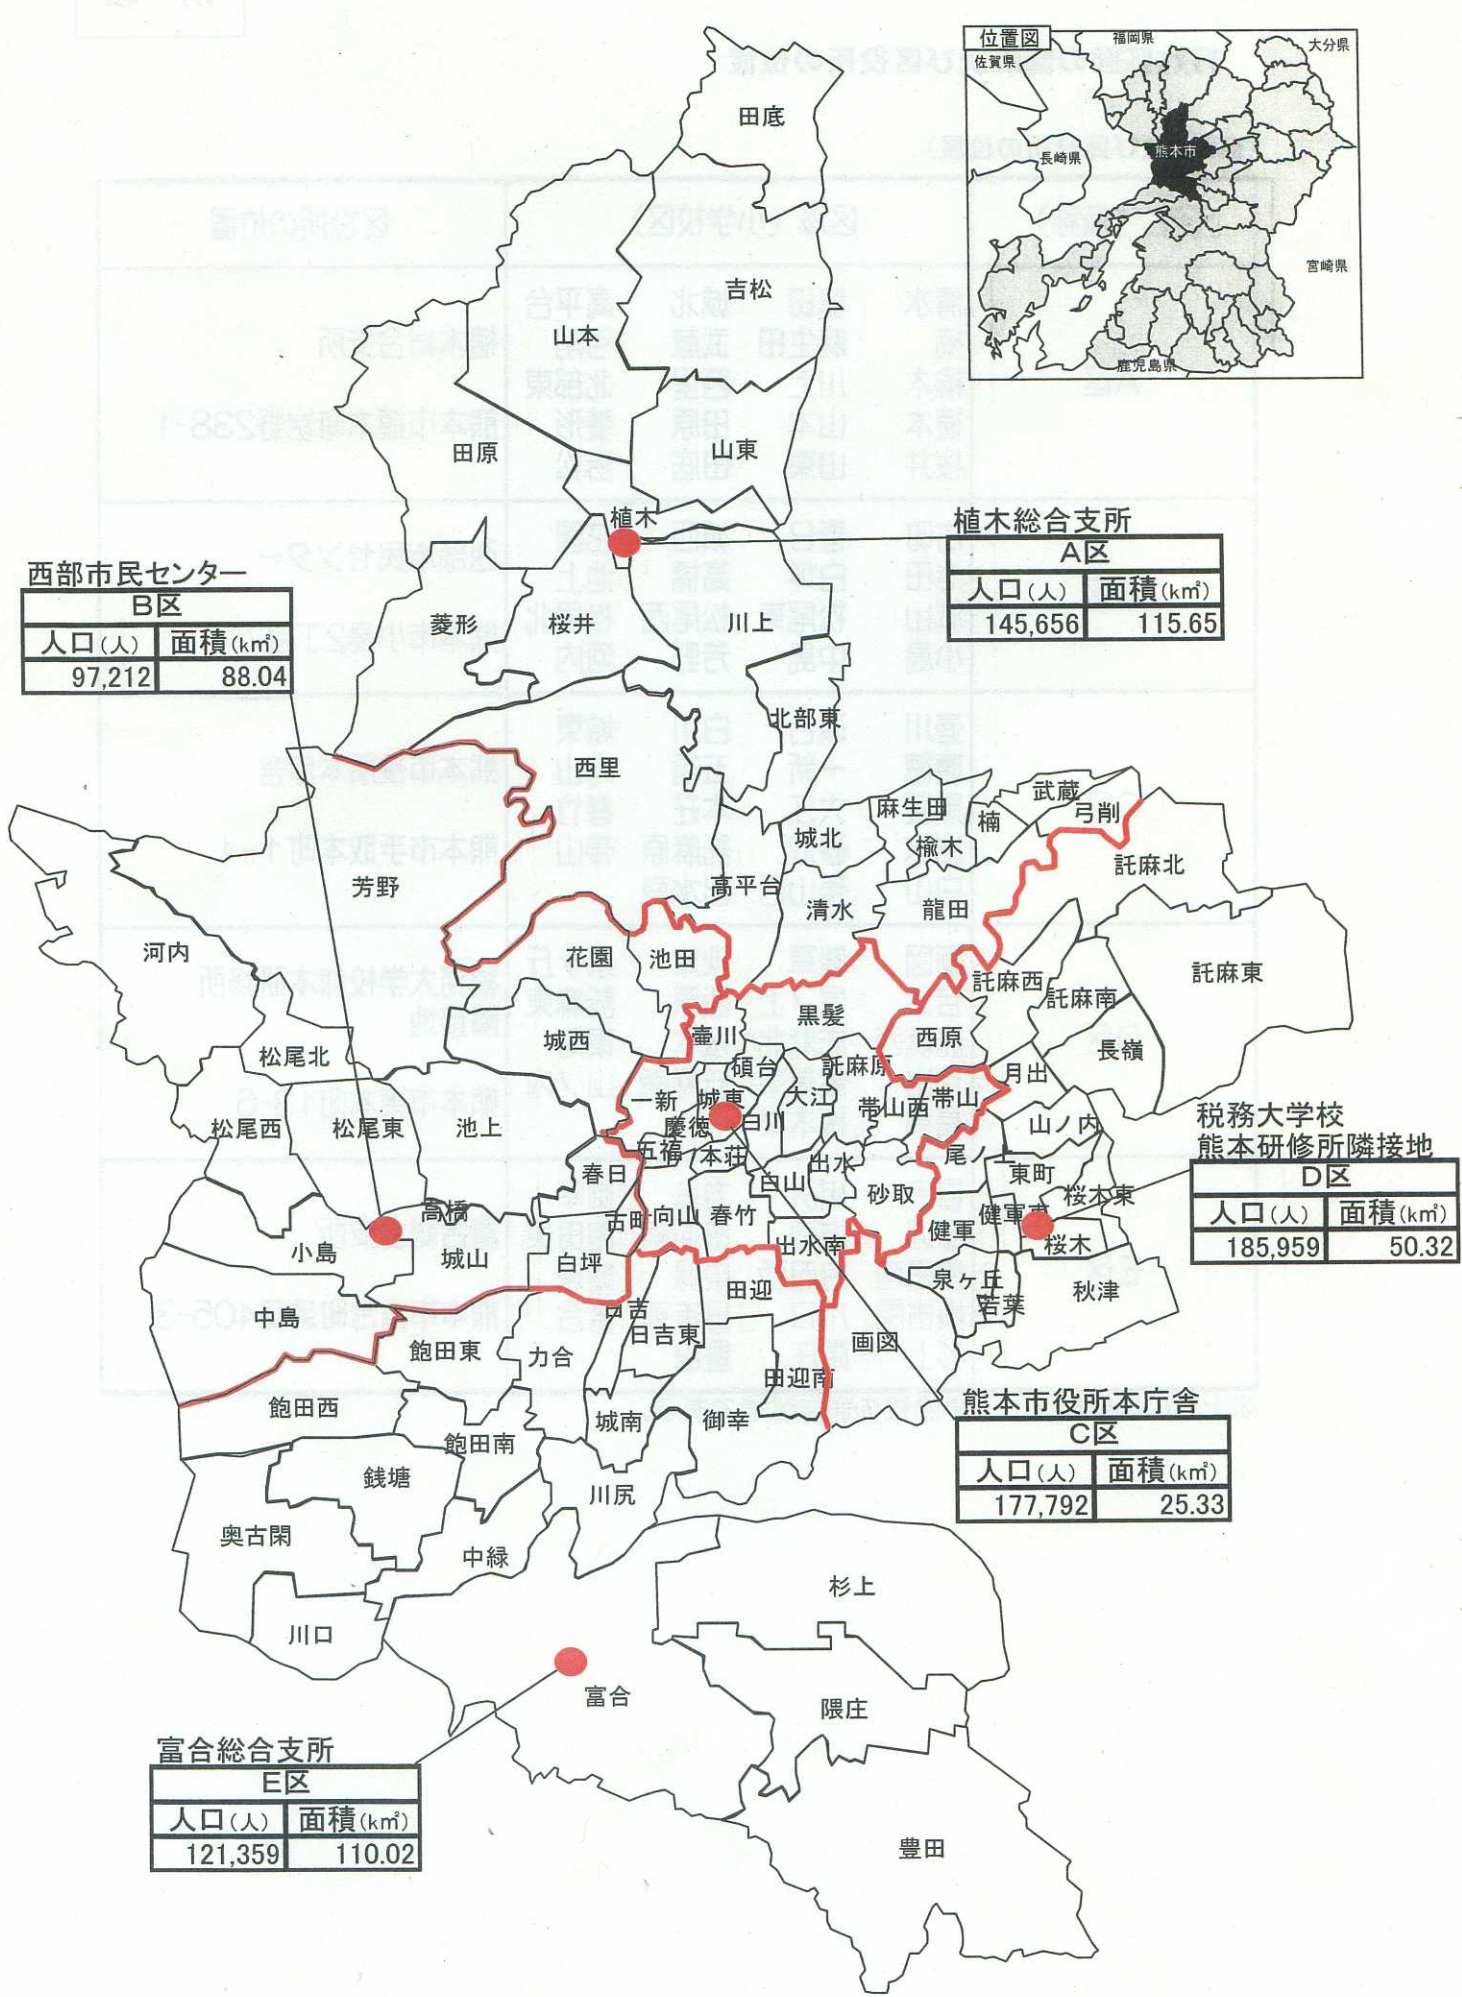 位置図
福岡県
大分県
佐賀県
長崎県
熊本市
宮崎県
鹿児島県
田底
吉松
山本
田原
山東
植木
植木総合支所
A区
人口(人) 面積(km²)
145,656 115.65
西部市民センター
B区
人口(人) 面積(km²)
97,212 88.04
菱形
桜井
川上
北部東
西里
武蔵
麻生田
弓削
楠
城北
楡木
託麻北
芳野
高平台
清水
龍田
河内
花園
池田
託麻西
託麻南
託麻東
黒髪
西原
城西
壷川
長嶺
松尾北
碩台
託麻原
月出
一新
城東
大江
帯山西
帯山
松尾西
松尾東
池上
慶徳
白川
山ノ内
五福
本荘
出水
尾ノ上
春日
白山
砂取
東町
桜木東
税務大学校
熊本研修所隣接地
D区
人口(人) 面積(km²)
185,959 50.32
高橋
古町
向山
春竹
健軍
健軍東
桜木
小島
城山
白坪
出水南
泉ヶ丘
若葉
秋津
中島
日吉
田迎
飽田東
力合
日吉東
画図
田迎南
飽田西
城南
御幸
飽田南
熊本市役所本庁舎
C区
人口(人) 面積(km²)
177,792 25.33
銭塘
川尻
奥古閑
中緑
杉上
川口
富合
隈庄
富合総合支所
E区
人口(人) 面積(km²)
121,359 110.02
豊田